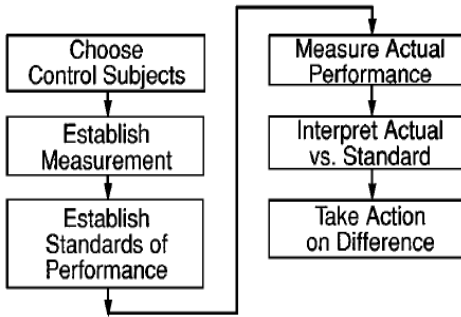 Choose
Control Subjects
Establish
Measurement
Establish
Standards of
Performance
Measure Actual
Performance
Interpret Actual
vs. Standard
Take Action
on Difference